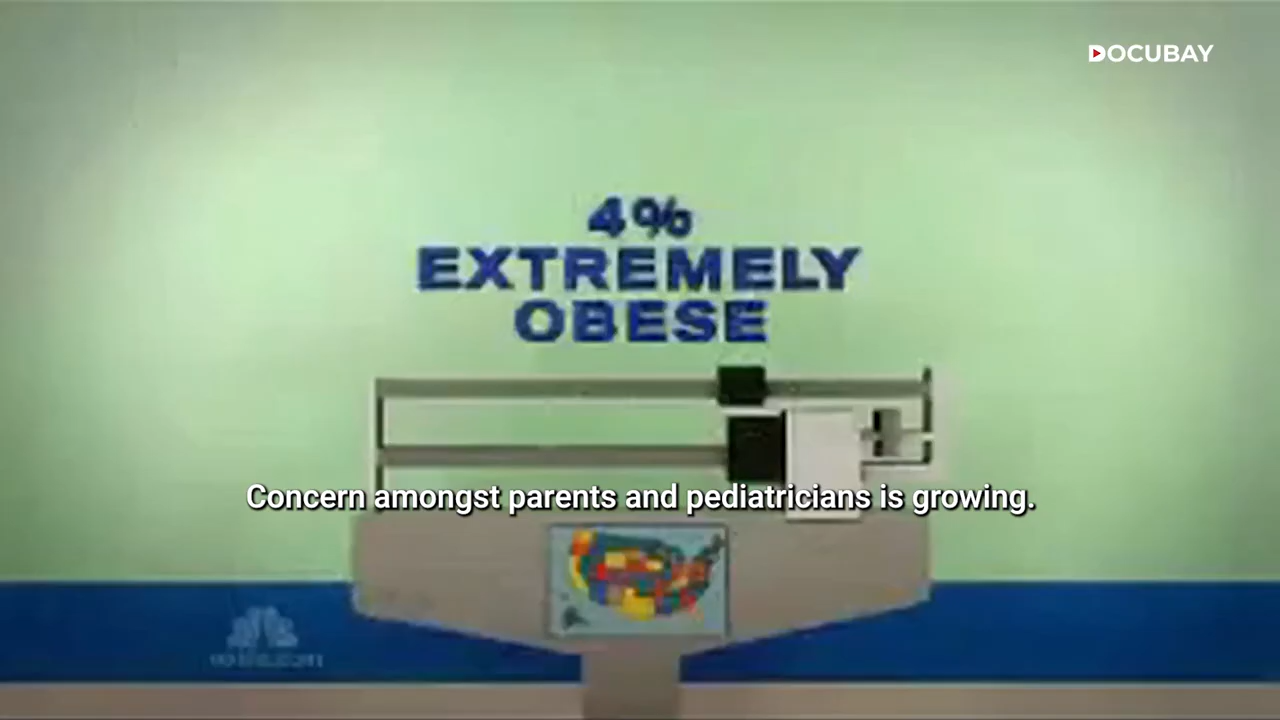 DOCUBAY
4%
EXTREMELY
OBESE
Concern amongst parents and pediatricians is growing.